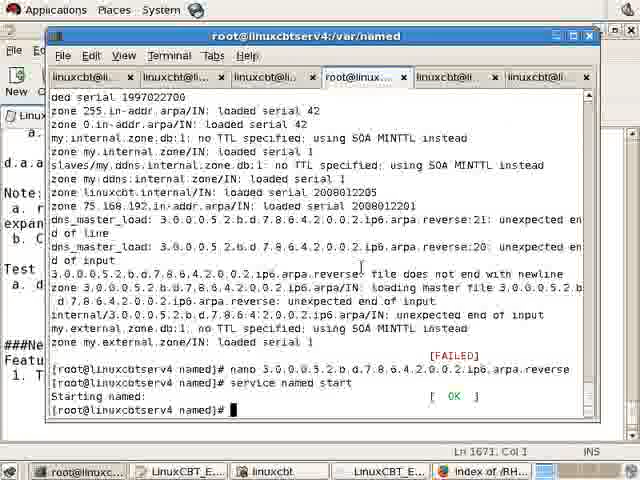 Applications Places System
root@linuxcbtserv4:/var/named
File
File Edit View Terminal Tabs Help
New
linuxcbt@li... linuxcbt@li... linuxcbt@li... root@linux... linuxcbt@li... linuxcbt@li...
Linux
a.
d.a.a
Note:
a. r
expan
b. C
Test
a. d
###Ne
Featu
1. T
ded serial 1997022700
zone 255.in-addr.arpa/IN: loaded serial 42
zone 0.in-addr.arpa/IN: loaded serial 42
my.internal.zone.db:1: no TTL specified; using SOA MINTTL instead
zone my.internal.zone/IN: loaded serial 1
slaves/my.ddns.internal.zone.db:1: no TTL specified; using SOA MINTTL instead
zone my.ddns.internal.zone/IN: loaded serial 1
zone linuxcbt.internal/IN: loaded serial 2008012205
zone 75.168.192.in-addr.arpa/IN: loaded serial 2008012201
dns_master_load: 3.0.0.0.5.2.b.d.7.8.6.4.2.0.0.2.ip6.arpa.reverse:21: unexpected en
d of line
dns_master_load: 3.0.0.0.5.2.b.d.7.8.6.4.2.0.0.2.ip6.arpa.reverse:20: unexpected en
d of input
3.0.0.0.5.2.b.d.7.8.6.4.2.0.0.2.ip6.arpa.reverse: file does not end with newline
zone 3.0.0.0.5.2.b.d.7.8.6.4.2.0.0.2.ip6.arpa/IN: loading master file 3.0.0.0.5.2.b
.d.7.8.6.4.2.0.0.2.ip6.arpa.reverse: unexpected end of input
internal/3.0.0.0.5.2.b.d.7.8.6.4.2.0.0.2.ip6.arpa/IN: unexpected end of input
my.external.zone.db:1: no TTL specified; using SOA MINTTL instead
zone my.external.zone/IN: loaded serial 1
[FAILED]
[root@linuxcbtserv4 named]# nano 3.0.0.0.5.2.b.d.7.8.6.4.2.0.0.2.ip6.arpa.reverse
[root@linuxcbtserv4 named]# service named start
Starting named: [ OK ]
[root@linuxcbtserv4 named]#
Ln 1671, Col 1 INS
root@linuxc... LinuxCBT_E... linuxcbt LinuxCBT_E... Index of /RH...